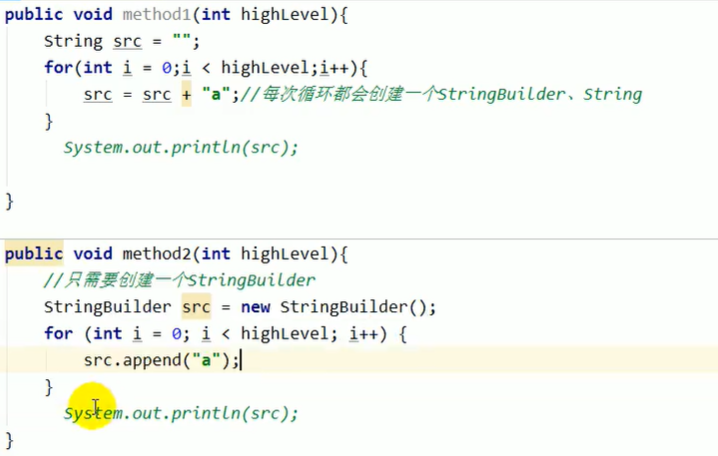 public void method1(int highLevel){
String src = "";
for(int i = 0;i < highLevel;i++){
src = src + "a";//每次循环都会创建一个StringBuilder、String
}
System.out.println(src);
}
public void method2(int highLevel){
//只需要创建一个StringBuilder
StringBuilder src = new StringBuilder();
for (int i = 0; i < highLevel; i++) {
src.append("a");
}
System.out.println(src);
}